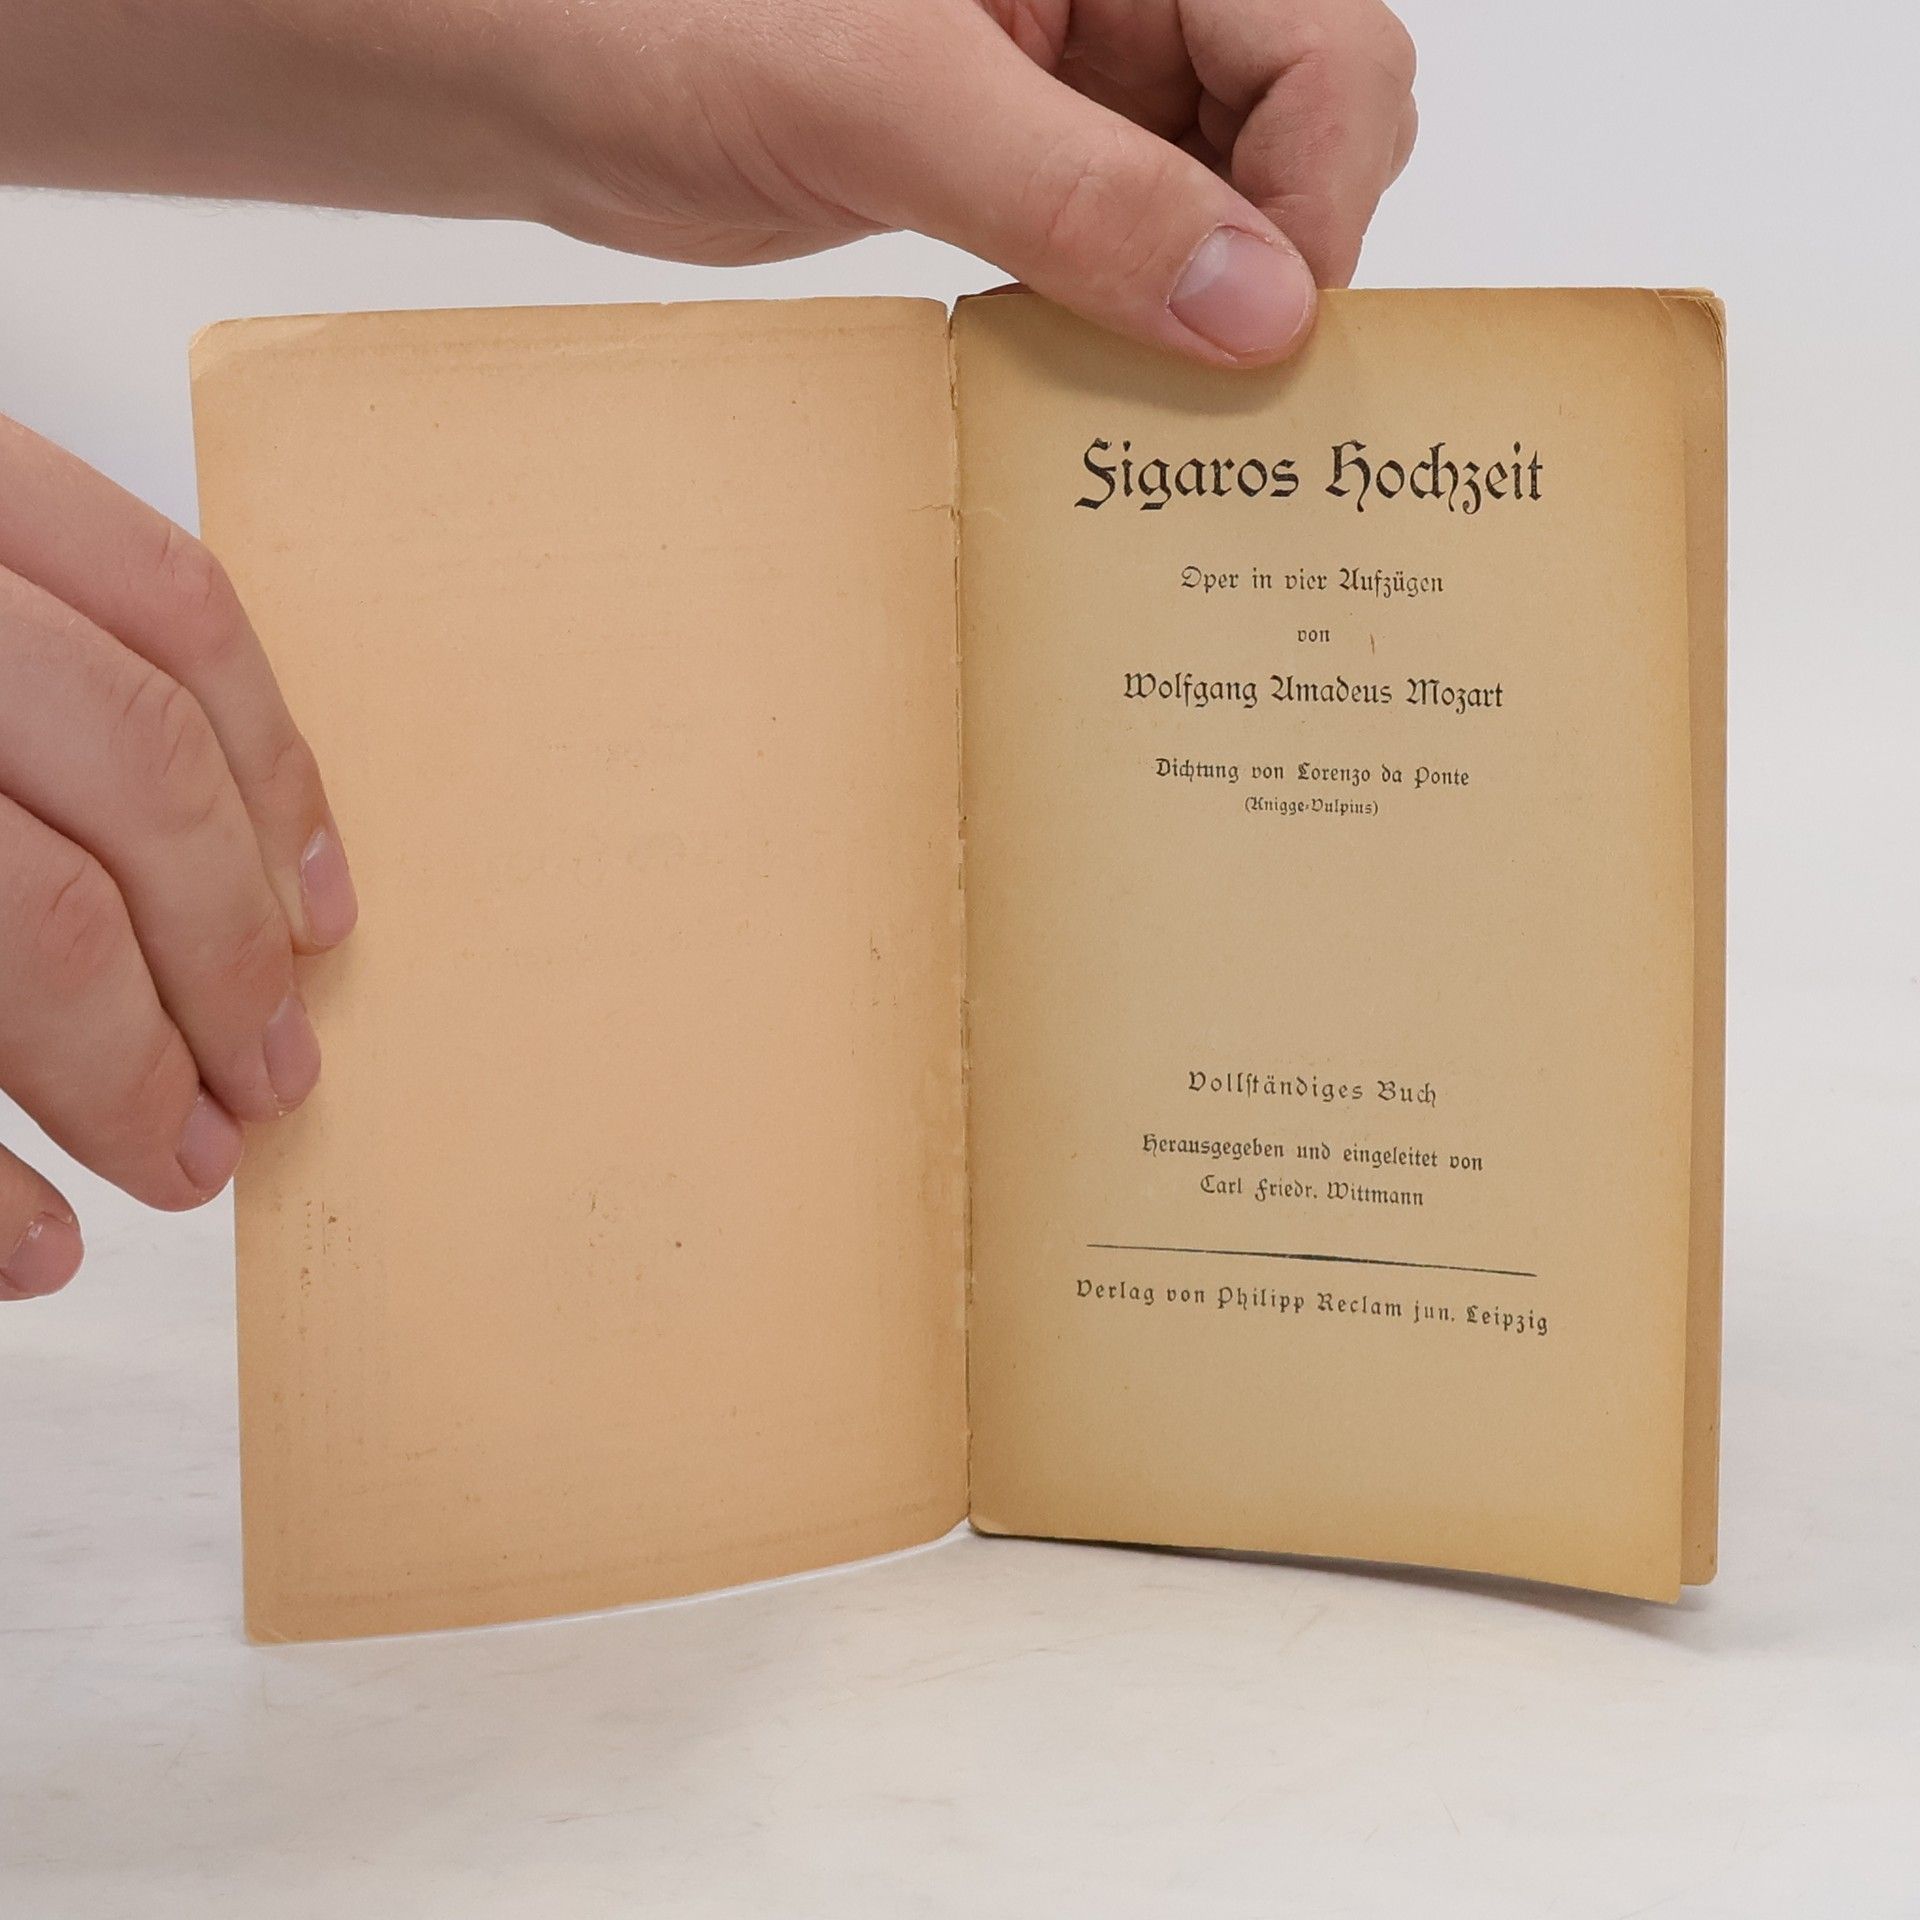 Figaros Hochzeit
Oper in vier Aufzügen
von
Wolfgang Amadeus Mozart
Dichtung von Lorenzo da Ponte
(Knigge-Vulpius)
Vollſtändiges Buch
Herausgegeben und eingeleitet von
Carl Friedr. Wittmann
Verlag von Philipp Reclam jun. Leipzig